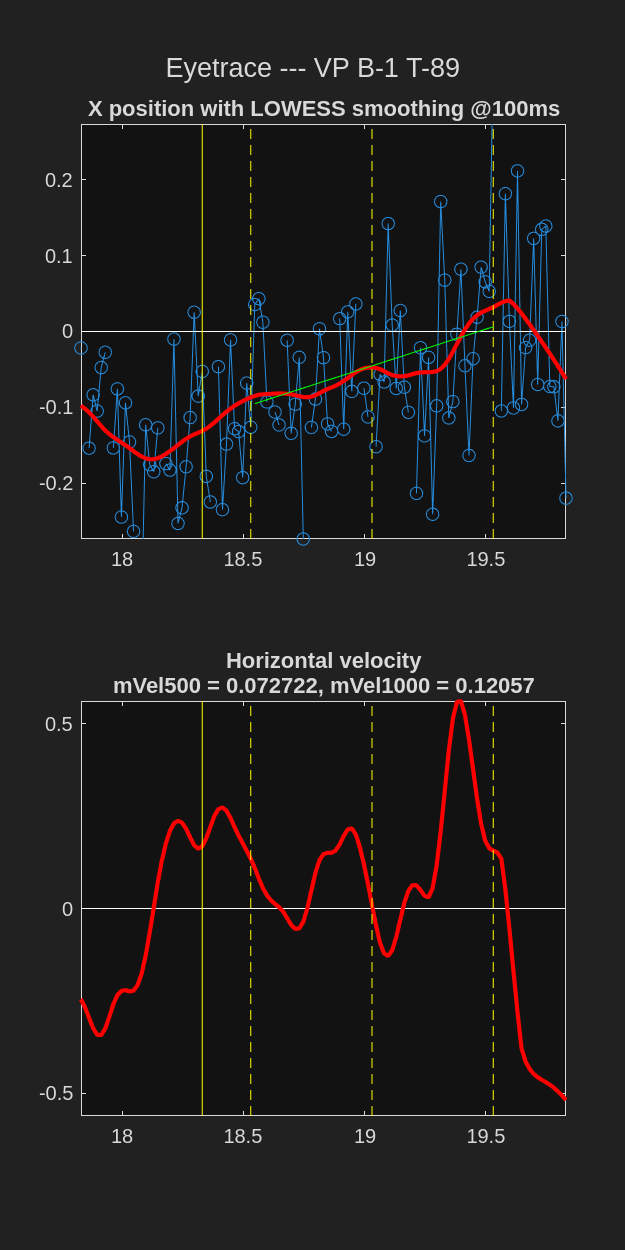 Eyetrace --- VP B-1 T-89
X position with LOWESS smoothing @100ms
0.2
0.1
0
-0.1
-0.2
18 18.5 19 19.5
Horizontal velocity
mVel500 = 0.072722, mVel1000 = 0.12057
0.5
0
-0.5
18 18.5 19 19.5